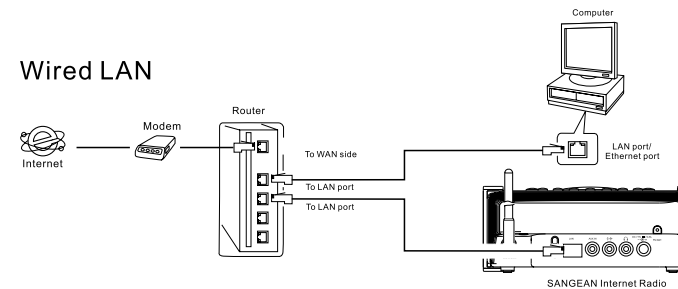 Computer
Wired LAN
Router
Modem
Internet
To WAN side
LAN port/
Ethernet port
To LAN port
To LAN port
SANGEAN Internet Radio